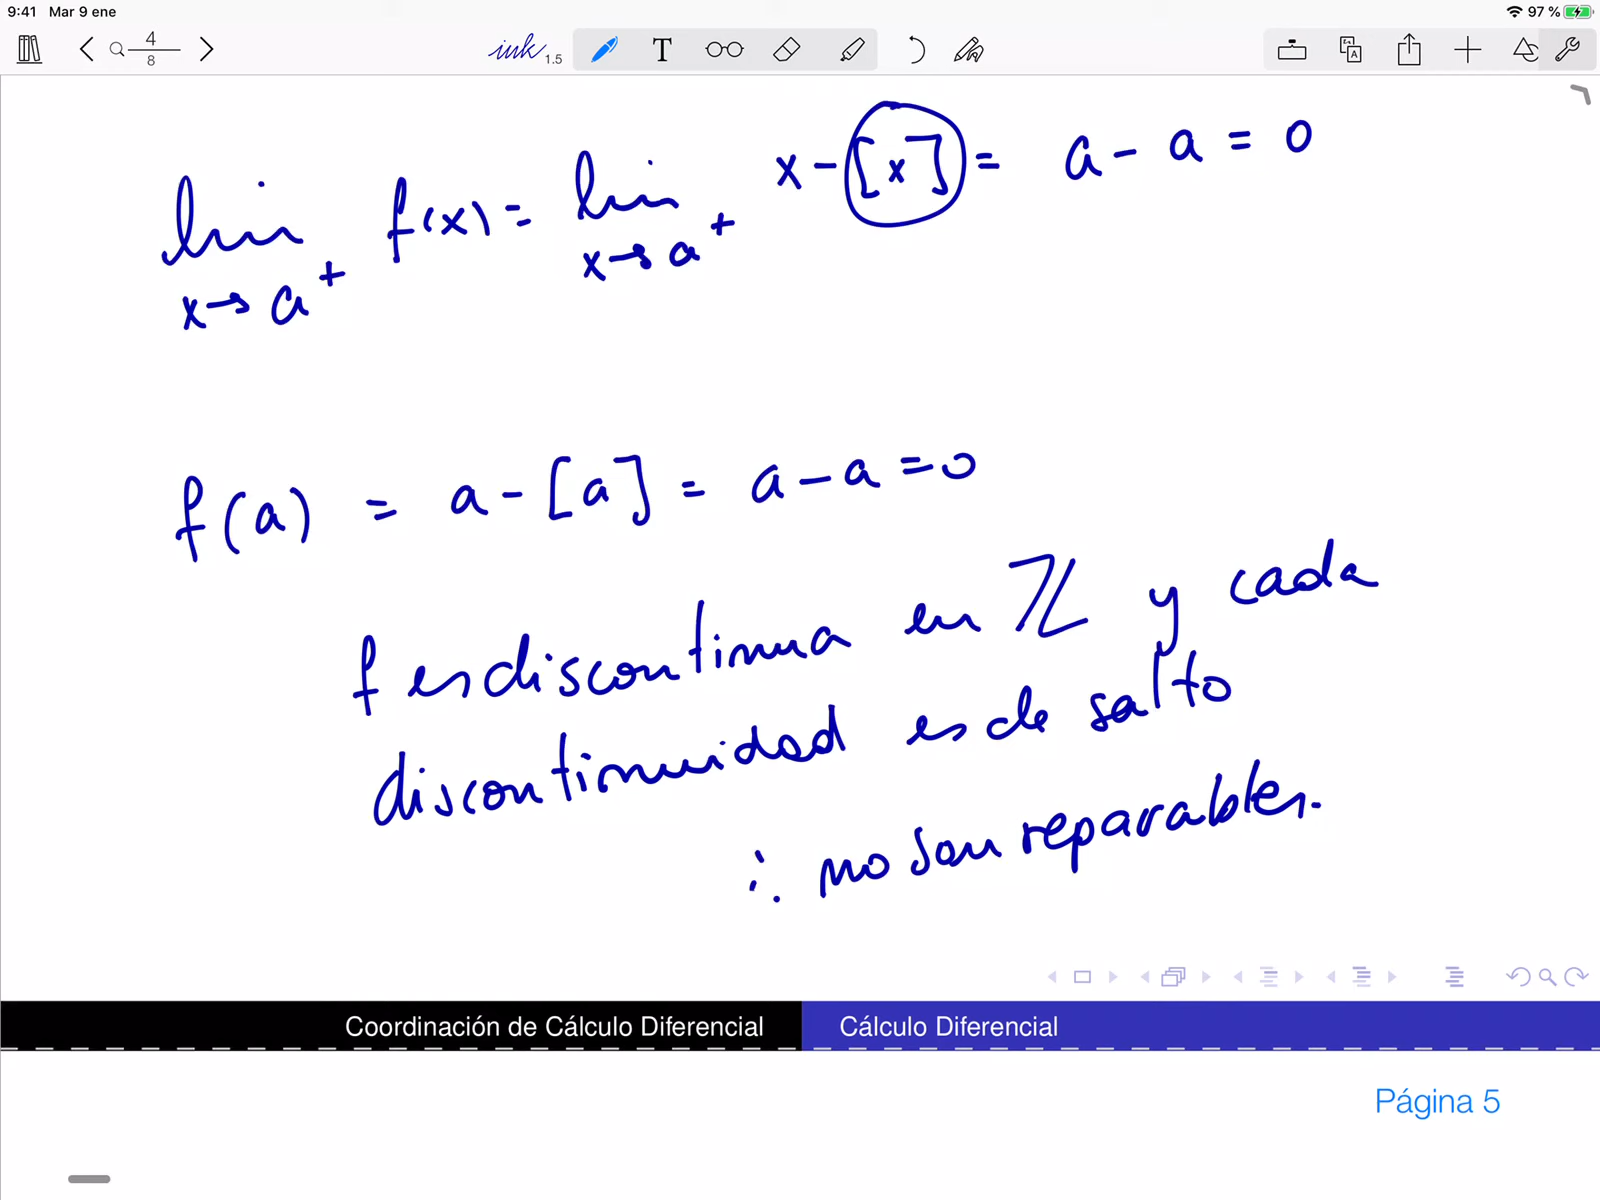 9:41 Mar 9 ene 97 %
4
8
ink 1.5 T
lim f(x) = lim x - [x] = a - a = 0
x→a⁺ x→a⁺
f(a) = a - [a] = a - a = 0
f es discontinua en ℤ y cada
discontinuidad es de salto
∴ no son reparables.
Coordinación de Cálculo Diferencial Cálculo Diferencial
Página 5